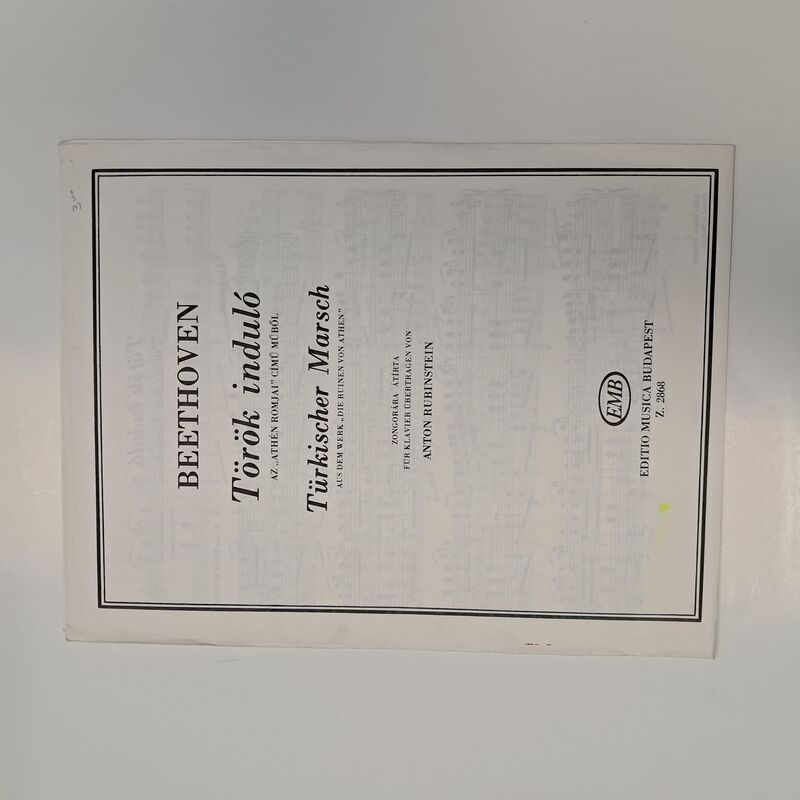 BEETHOVEN
Török induló
AZ „ATHÉN ROMJAI” CÍMŰ MŰBŐL
Türkischer Marsch
AUS DEM WERK „DIE RUINEN VON ATHEN”
ZONGORÁRA ÁTÍRTA
FÜR KLAVIER ÜBERTRAGEN VON
ANTON RUBINSTEIN
EMB
EDITIO MUSICA BUDAPEST
Z. 2868